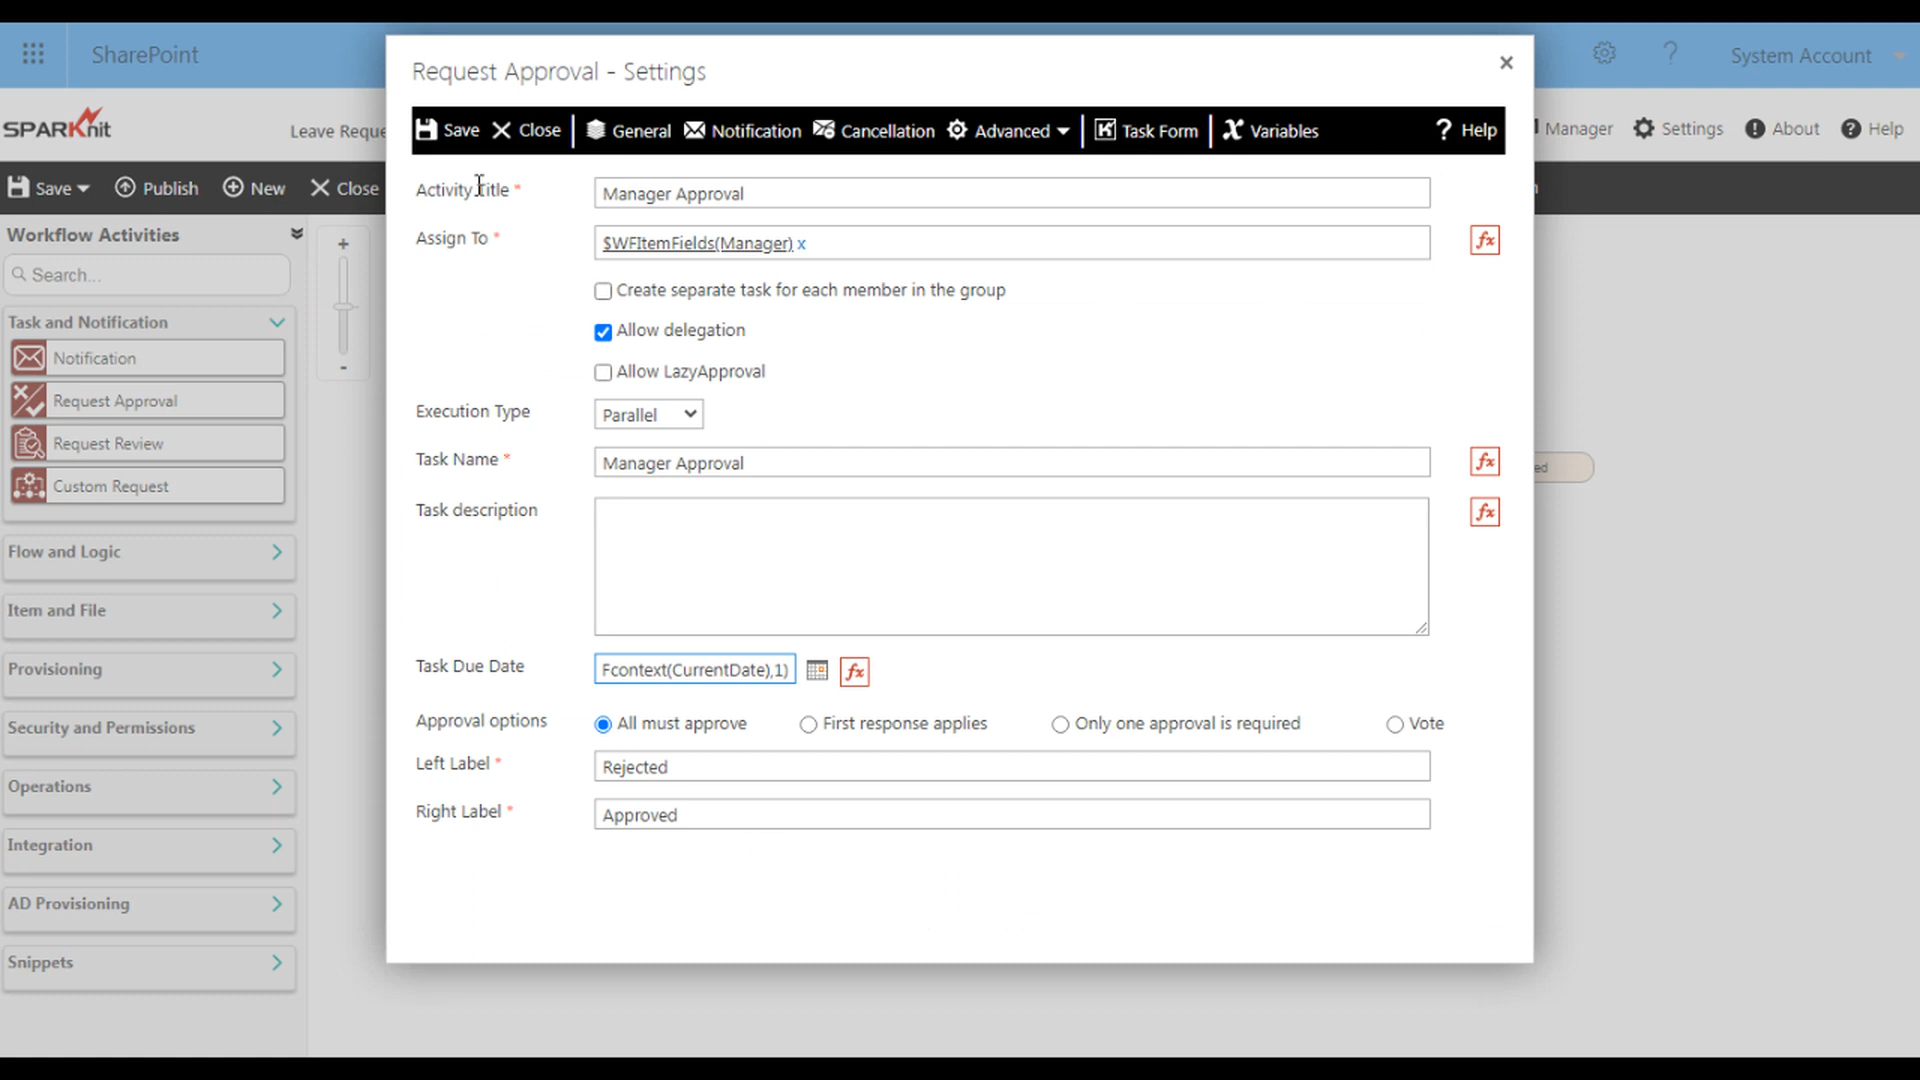 SharePoint
System Account
SPARKnit
Leave Reque
Manager
Settings
About
Help
Save
Publish
New
Close
Workflow Activities
Search...
Task and Notification
Notification
Request Approval
Request Review
Custom Request
Flow and Logic
Item and File
Provisioning
Security and Permissions
Operations
Integration
AD Provisioning
Snippets
+
-
ed
Request Approval - Settings
×
Save
Close
General
Notification
Cancellation
Advanced
Task Form
Variables
? Help
Activity Title *
Manager Approval
Assign To *
$WFItemFields(Manager) x
fx
Create separate task for each member in the group
Allow delegation
Allow LazyApproval
Execution Type
Parallel
Task Name *
Manager Approval
fx
Task description
fx
Task Due Date
Fcontext(CurrentDate),1)
fx
Approval options
All must approve
First response applies
Only one approval is required
Vote
Left Label *
Rejected
Right Label *
Approved